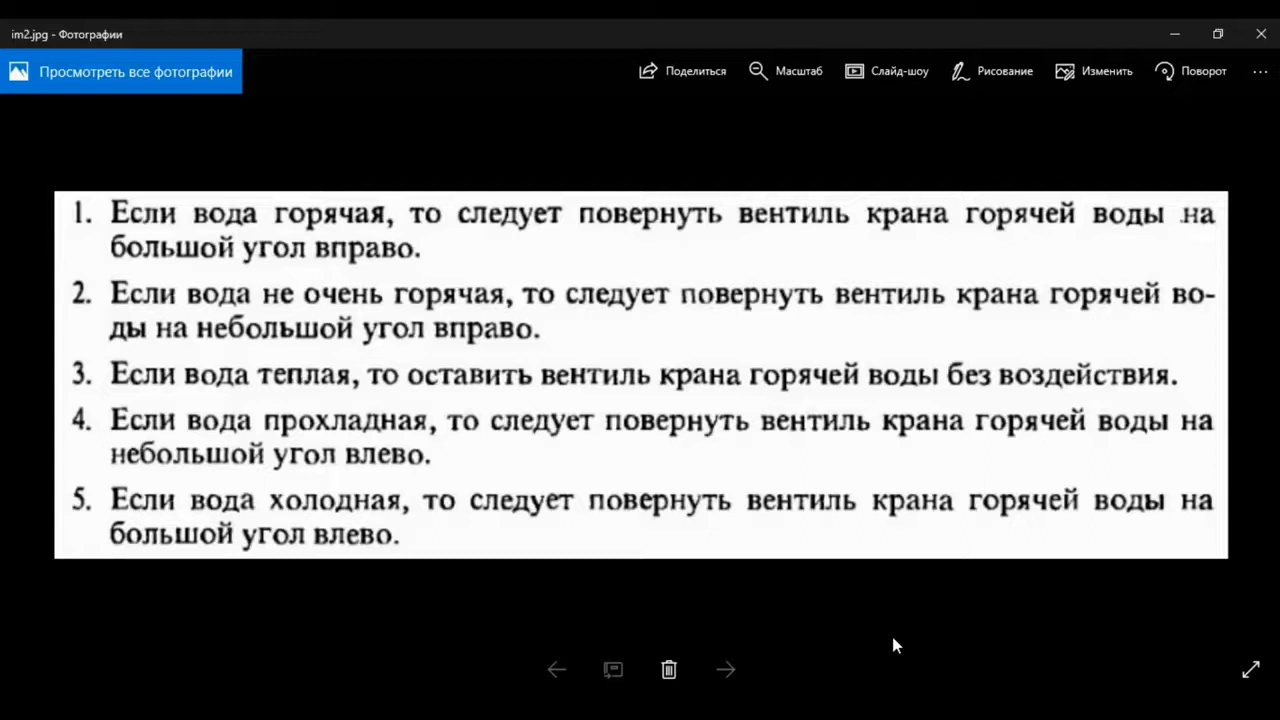 im2.jpg - Фотографии
Просмотреть все фотографии
Поделиться
Масштаб
Слайд-шоу
Рисование
Изменить
Поворот
1. Если вода горячая, то следует повернуть вентиль крана горячей воды на
большой угол вправо.
2. Если вода не очень горячая, то следует повернуть вентиль крана горячей во-
ды на небольшой угол вправо.
3. Если вода теплая, то оставить вентиль крана горячей воды без воздействия.
4. Если вода прохладная, то следует повернуть вентиль крана горячей воды на
небольшой угол влево.
5. Если вода холодная, то следует повернуть вентиль крана горячей воды на
большой угол влево.